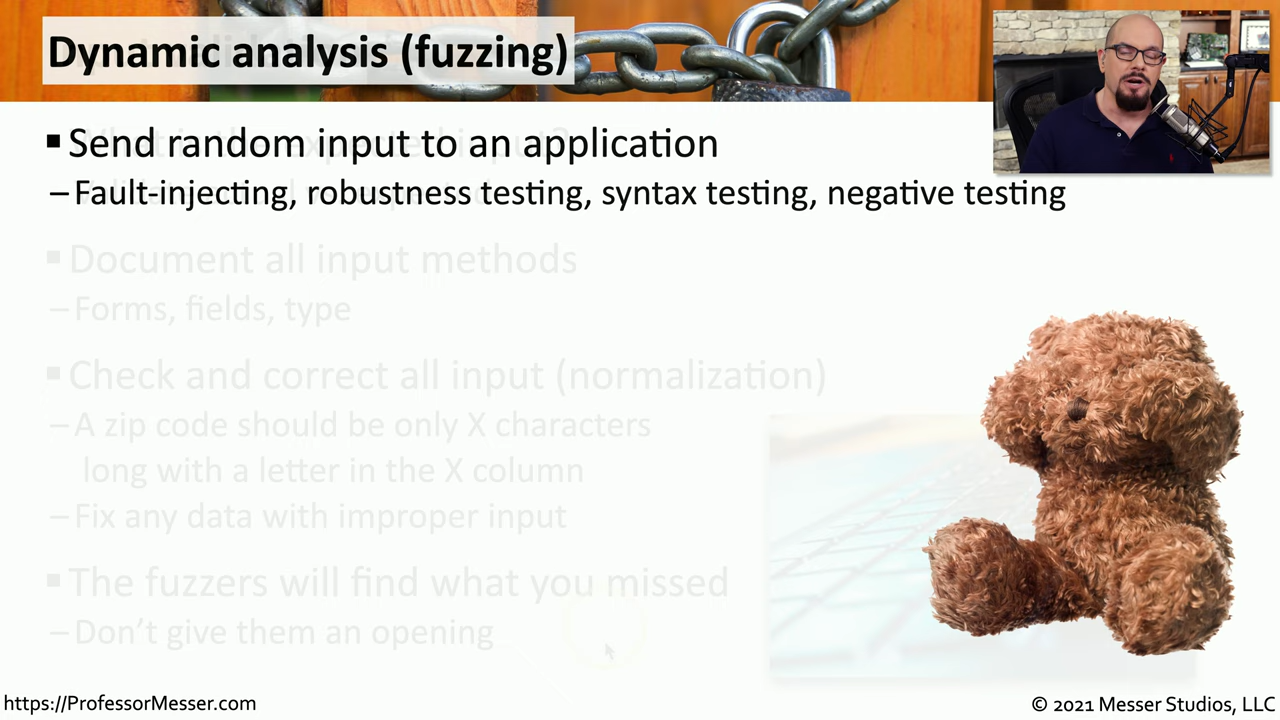 Dynamic analysis (fuzzing)
▪ Send random input to an application
– Fault-injecting, robustness testing, syntax testing, negative testing
▪ Document all input methods
– Forms, fields, type
▪ Check and correct all input (normalization)
– A zip code should be only X characters
long with a letter in the X column
– Fix any data with improper input
▪ The fuzzers will find what you missed
– Don’t give them an opening
https://ProfessorMesser.com
© 2021 Messer Studios, LLC